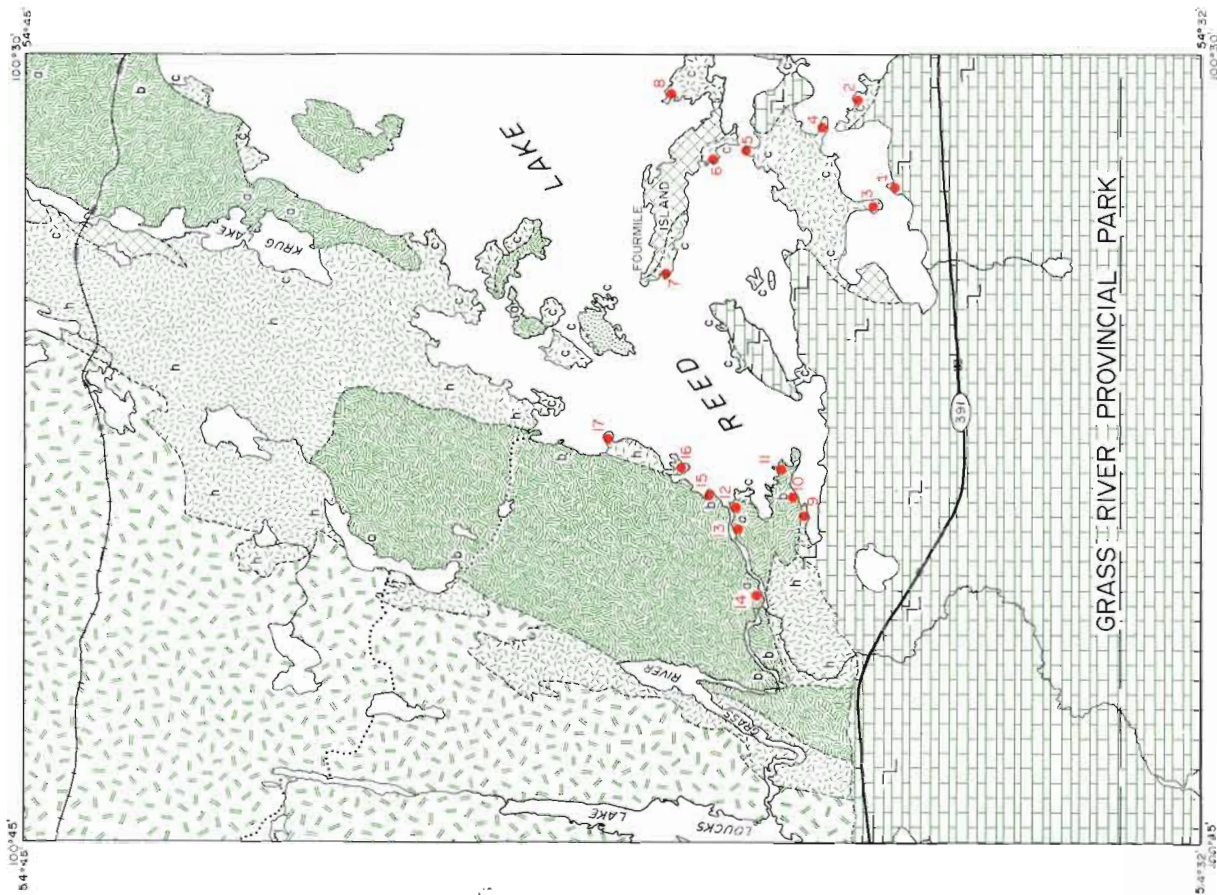 100°45'
54°45'
100°30'
54°45'
a
b
c
c
c
a
a
KRUG
LAKE
c
h
h
h
h
h
h
a
b
b
h
LAKE
REED
FOURMILE
ISLAND
c
c
c
c
c
c
c
8
6
5
4
2
1
3
7
17
16
15
12
13
14
11
10
9
b
a
c
b
h
h
b
b
GRASS
RIVER
LOUCKS
LAKE
391
GRASS RIVER PROVINCIAL PARK
54°32'
54°32'
100°30'